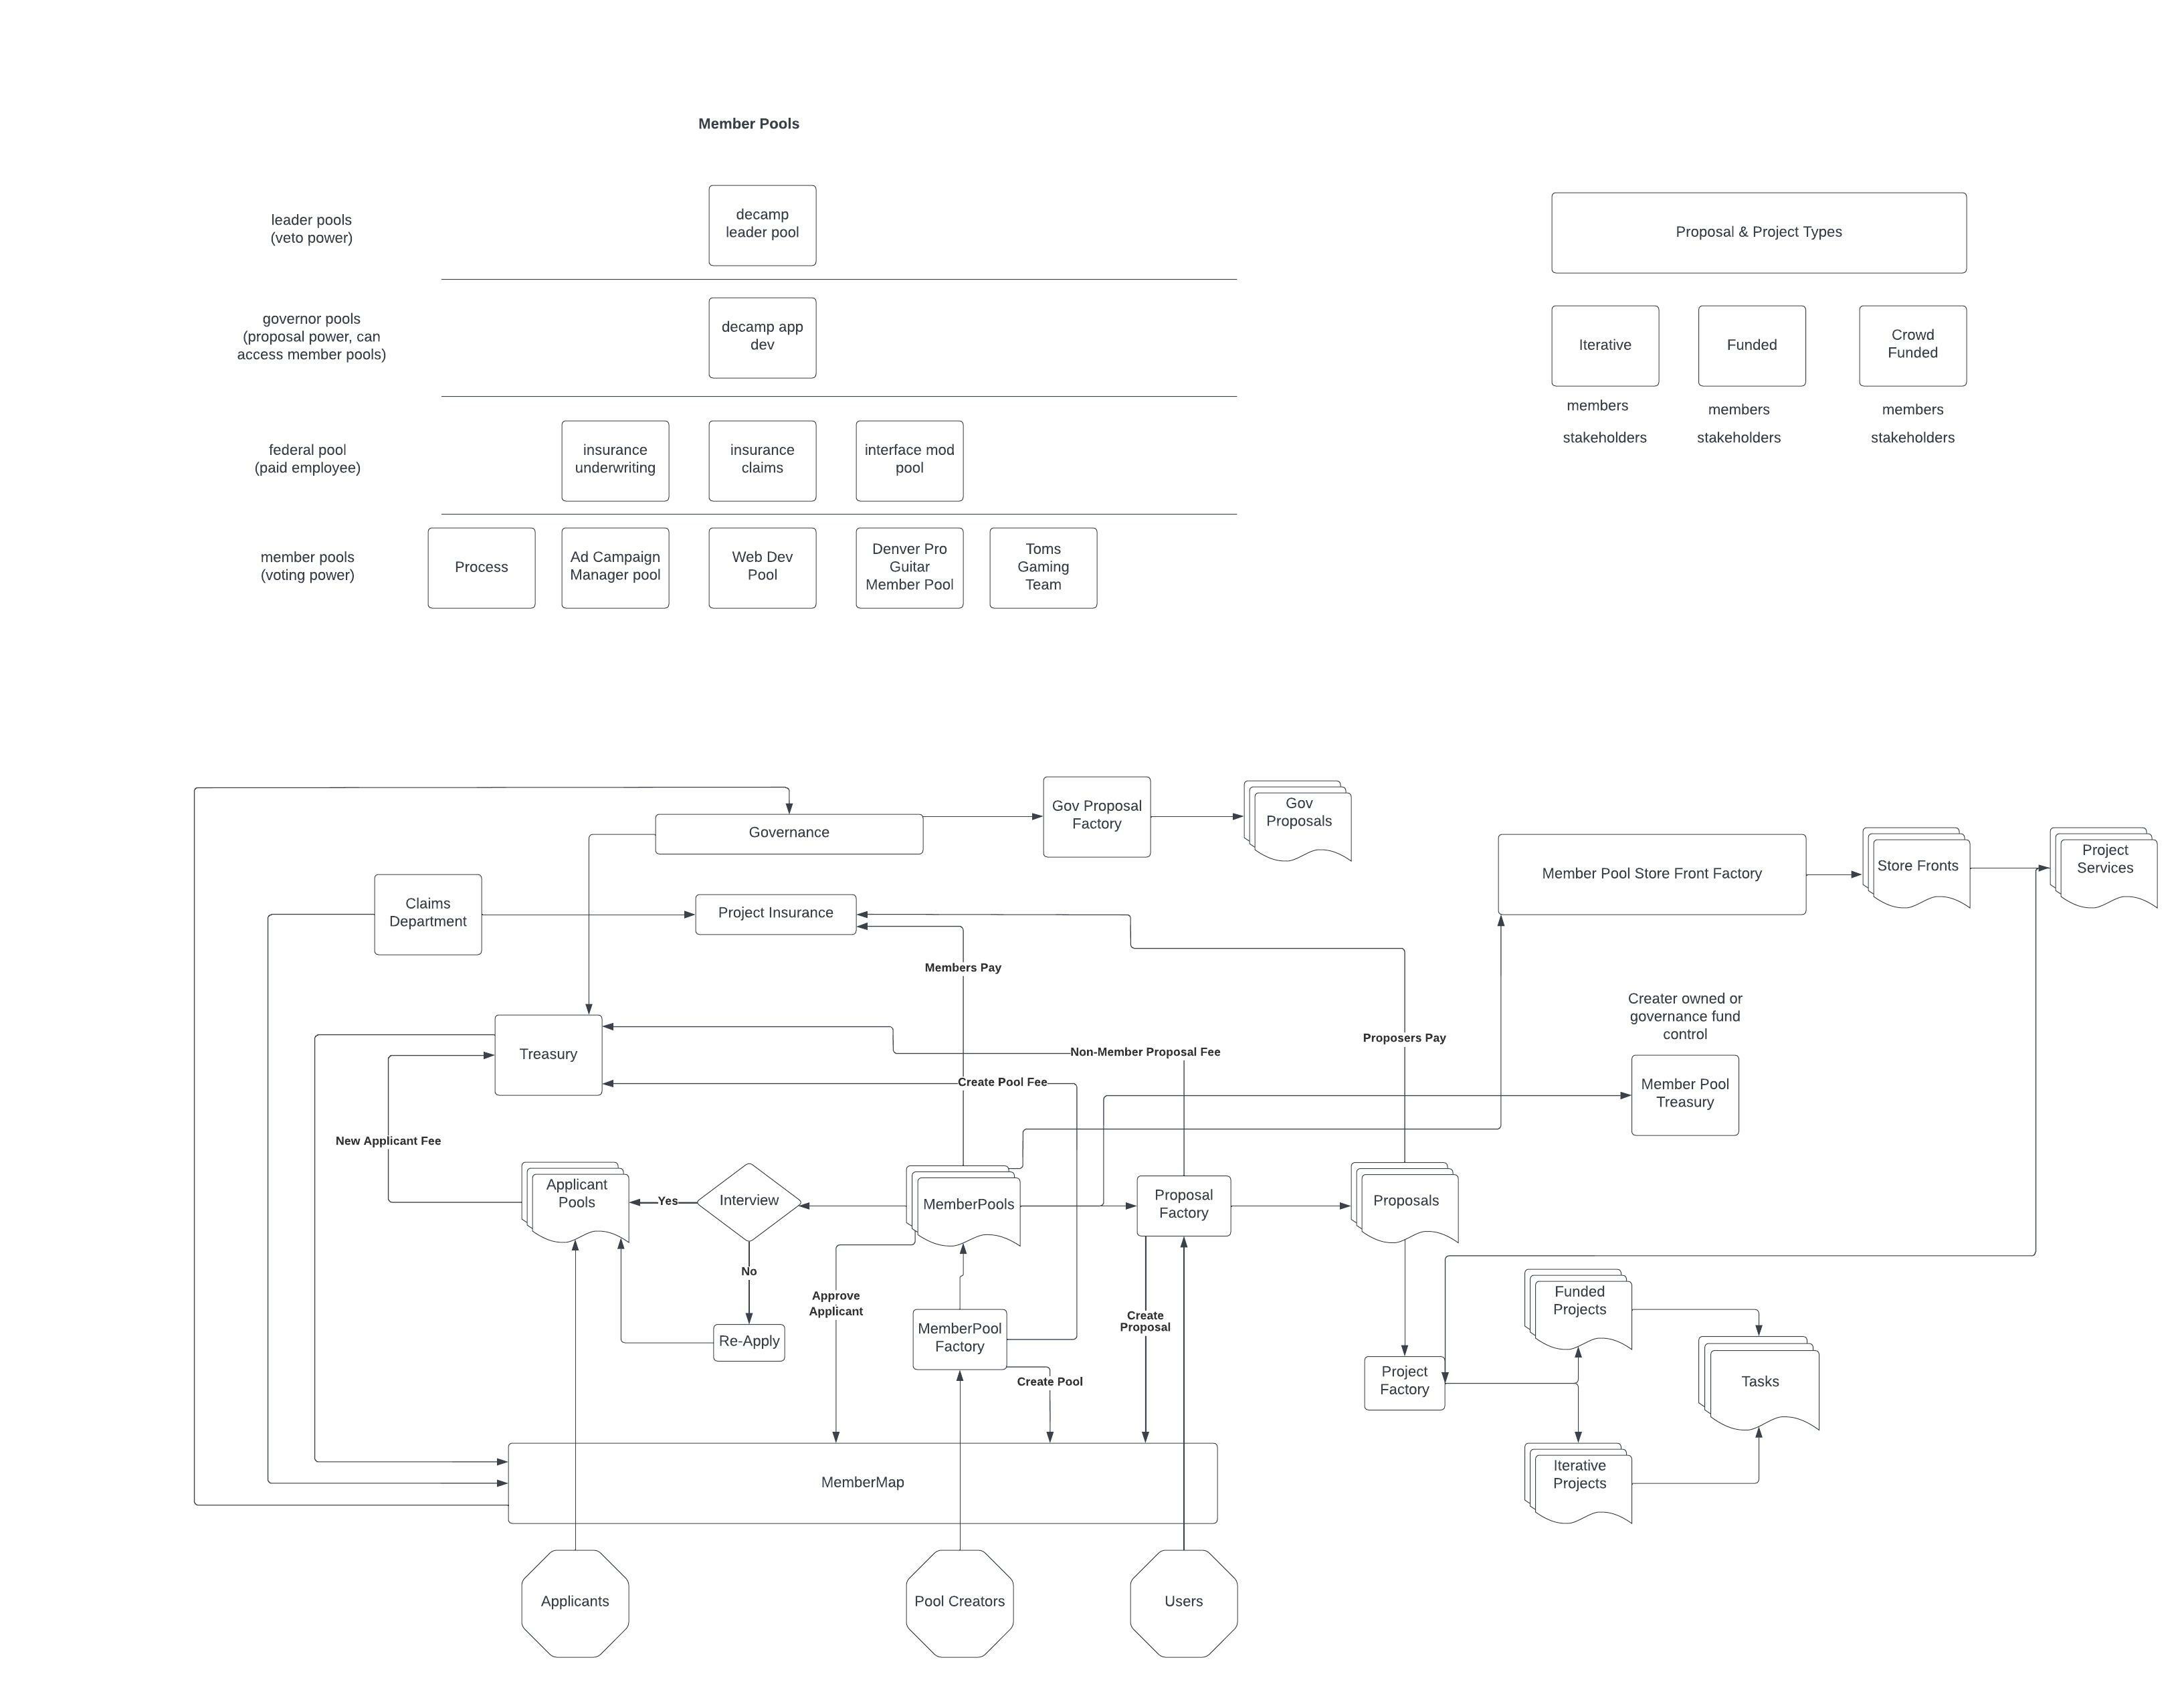 Member Pools
leader pools
(veto power)
decamp
leader pool
governor pools
(proposal power, can
access member pools)
decamp app
dev
federal pool
(paid employee)
insurance
underwriting
insurance
claims
interface mod
pool
member pools
(voting power)
Process
Ad Campaign
Manager pool
Web Dev
Pool
Denver Pro
Guitar
Member Pool
Toms
Gaming
Team
Proposal & Project Types
Iterative
Funded
Crowd
Funded
members
members
members
stakeholders
stakeholders
stakeholders
Governance
Gov Proposal
Factory
Gov
Proposals
Claims
Department
Project Insurance
Member Pool Store Front Factory
Store Fronts
Project
Services
Members Pay
Creater owned or
governance fund
control
Treasury
Non-Member Proposal Fee
Proposers Pay
Create Pool Fee
Member Pool
Treasury
New Applicant Fee
Applicant
Pools
Yes
Interview
MemberPools
Proposal
Factory
Proposals
No
Approve
Applicant
Re-Apply
MemberPool
Factory
Create Pool
Create
Proposal
Funded
Projects
Project
Factory
Tasks
Iterative
Projects
MemberMap
Applicants
Pool Creators
Users